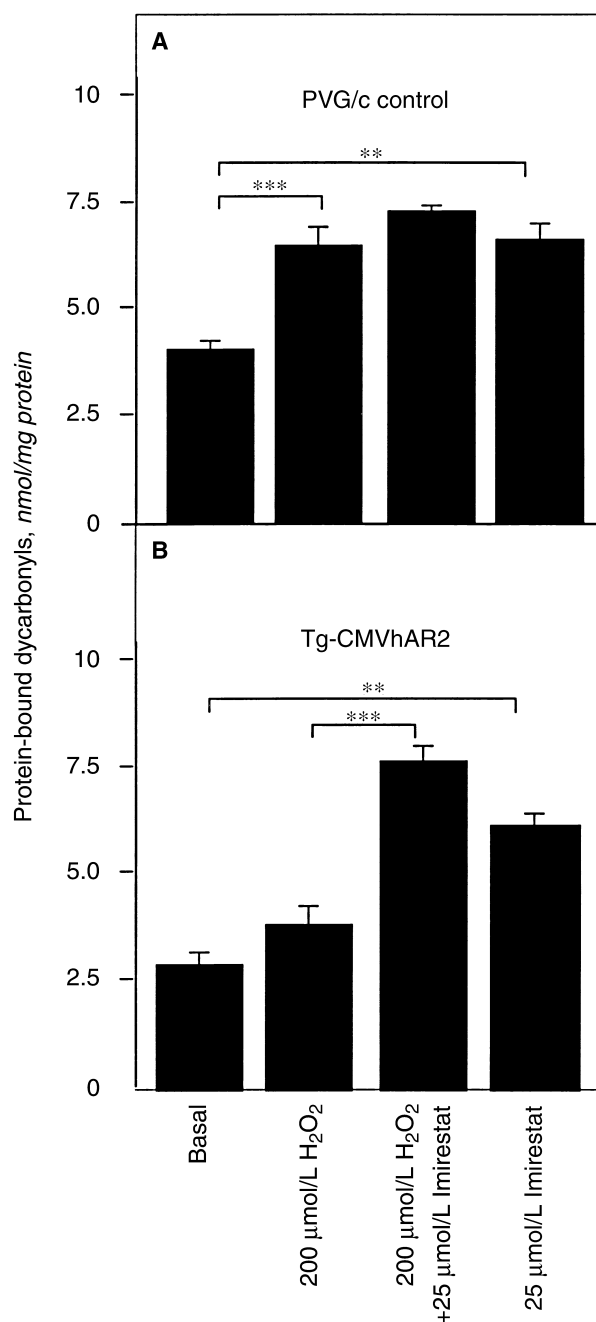 A
PVG/c control
**
***
10
7.5
5.0
2.5
0
Protein-bound dycarbonyls, nmol/mg protein
B
Tg-CMVhAR2
**
***
10
7.5
5.0
2.5
0
Basal
200 μmol/L H₂O₂
200 μmol/L H₂O₂
+25 μmol/L Imirestat
25 μmol/L Imirestat